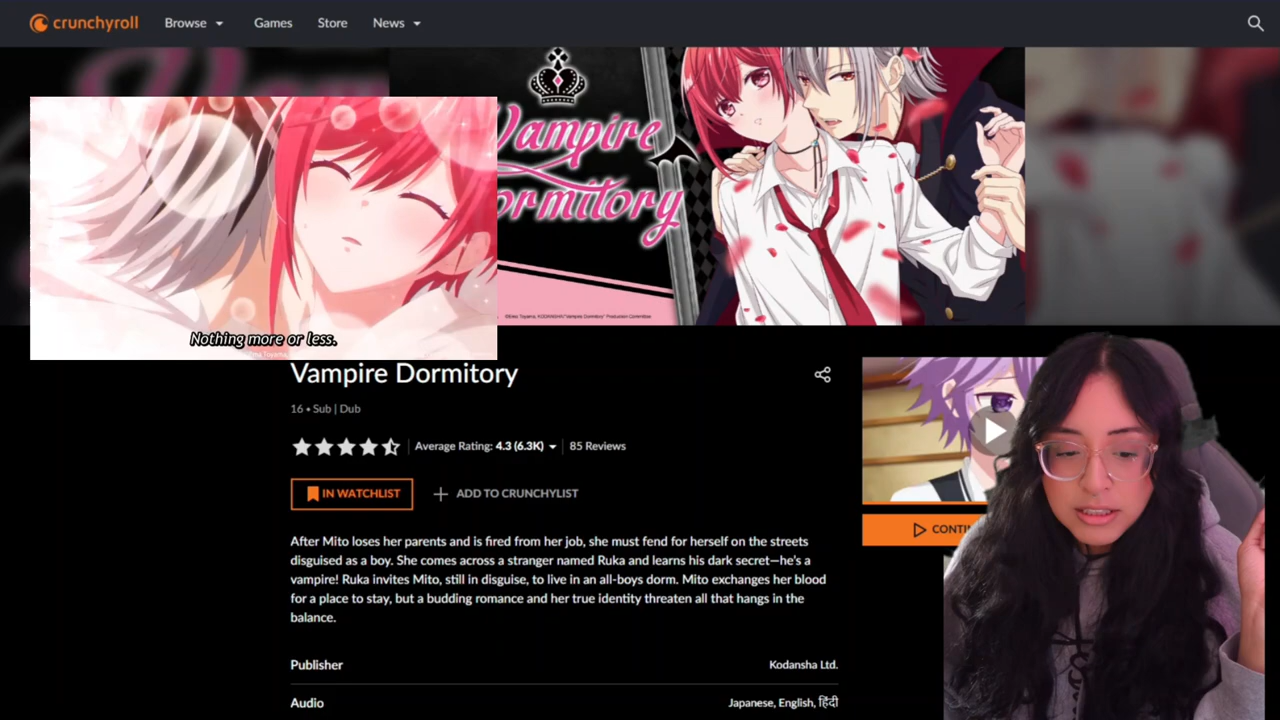 crunchyroll Browse Games Store News
Vampire
Dormitory
Nothing more or less.
Vampire Dormitory
16 • Sub | Dub
Average Rating: 4.3 (6.3K) 85 Reviews
IN WATCHLIST ADD TO CRUNCHYLIST
After Mito loses her parents and is fired from her job, she must fend for herself on the streets
disguised as a boy. She comes across a stranger named Ruka and learns his dark secret—he's a
vampire! Ruka invites Mito, still in disguise, to live in an all-boys dorm. Mito exchanges her blood
for a place to stay, but a budding romance and her true identity threaten all that hangs in the
balance.
CONTI
Publisher Kodansha Ltd.
Audio Japanese, English, हिंदी